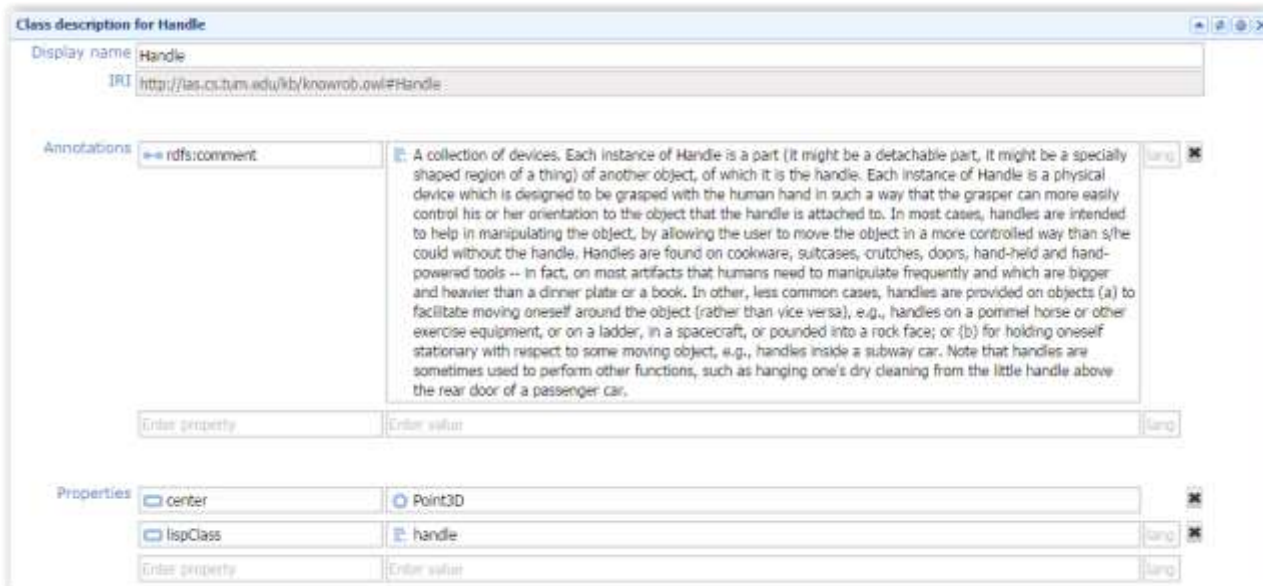 Class description for Handle
Display name Handle
IRI http://ias.cs.tum.edu/kb/knowrob.owl#Handle
Annotations rdfs:comment
A collection of devices. Each instance of Handle is a part (it might be a detachable part, it might be a specially
shaped region of a thing) of another object, of which it is the handle. Each instance of Handle is a physical
device which is designed to be grasped with the human hand in such a way that the grasper can more easily
control his or her orientation to the object that the handle is attached to. In most cases, handles are intended
to help in manipulating the object, by allowing the user to move the object in a more controlled way than s/he
could without the handle. Handles are found on cookware, suitcases, crutches, doors, hand-held and hand-
powered tools -- in fact, on most artifacts that humans need to manipulate frequently and which are bigger
and heavier than a dinner plate or a book. In other, less common cases, handles are provided on objects (a) to
facilitate moving oneself around the object (rather than vice versa), e.g., handles on a pommel horse or other
exercise equipment, or on a ladder, in a spacecraft, or pounded into a rock face; or (b) for holding oneself
stationary with respect to some moving object, e.g., handles inside a subway car. Note that handles are
sometimes used to perform other functions, such as hanging one's dry cleaning from the little handle above
the rear door of a passenger car.
lang
Enter property Enter value lang
Properties center Point3D
lispClass handle lang
Enter property Enter value lang